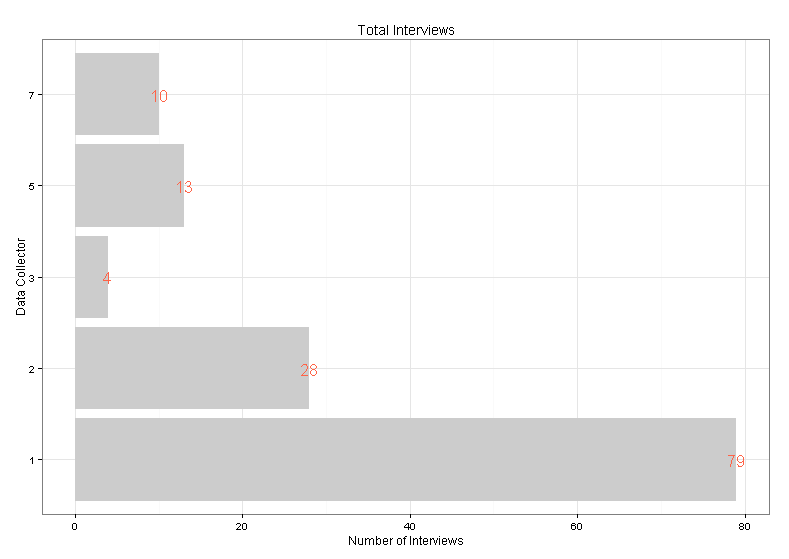 Total Interviews
7
10
5
13
Data Collector
3
4
2
28
1
79
0 20 40 60 80
Number of Interviews